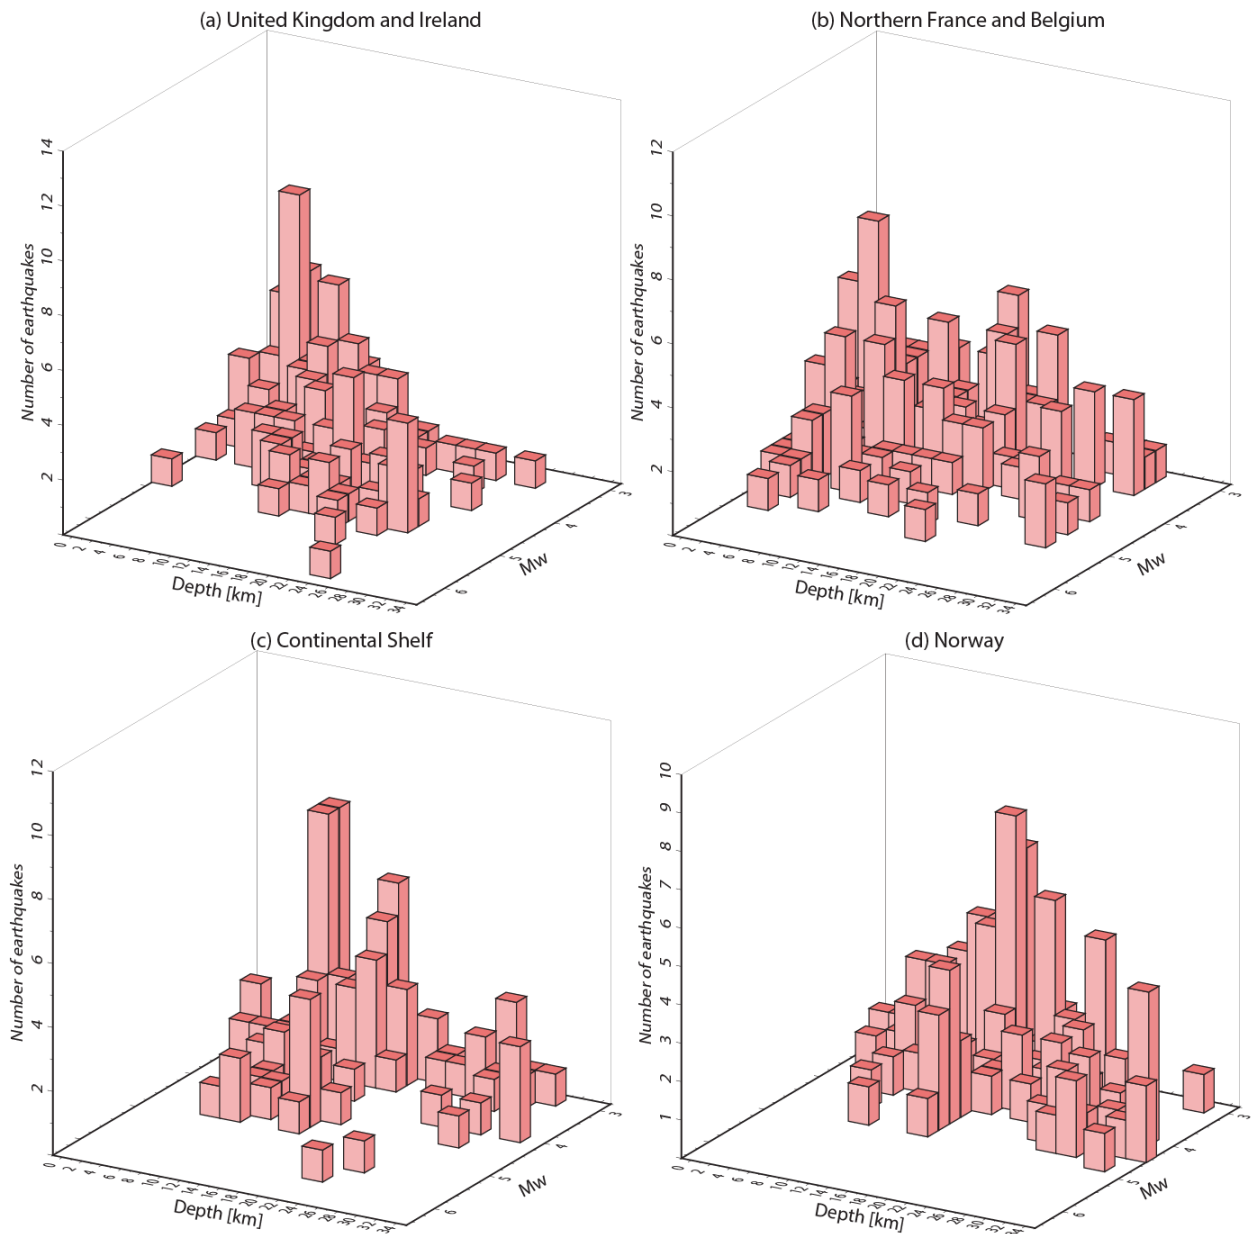 (a) United Kingdom and Ireland
Number of earthquakes
14
12
10
8
6
4
2
0 2 4 6 8 10 12 14 16 18 20 22 24 26 28 30 32 34
Depth [km]
3
4
5
6
Mw
(b) Northern France and Belgium
Number of earthquakes
12
10
8
6
4
2
0 2 4 6 8 10 12 14 16 18 20 22 24 26 28 30 32 34
Depth [km]
3
4
5
6
Mw
(c) Continental Shelf
Number of earthquakes
12
10
8
6
4
2
0 2 4 6 8 10 12 14 16 18 20 22 24 26 28 30 32 34
Depth [km]
3
4
6
Mw
(d) Norway
Number of earthquakes
10
9
8
7
6
5
4
3
2
1
0 2 4 6 8 10 12 14 16 18 20 22 24 26 28 30 32 34
Depth [km]
3
4
5
6
Mw